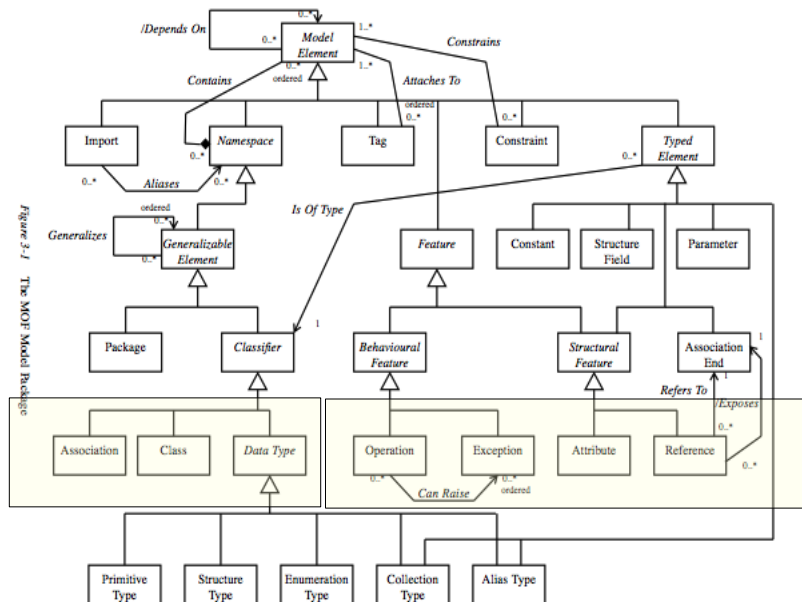 0..*
/Depends On
0..*
Model
Element
1..*
Constrains
0..*
1..*
ordered
Contains
Attaches To
ordered
0..*
0..*
Import
Namespace
Tag
Constraint
Typed
Element
0..*
0..*
0..*
Aliases
0..*
Is Of Type
ordered
0..*
Generalizes
Generalizable
Element
0..*
Feature
Constant
Structure
Field
Parameter
Figure 3-1 The MOF Model Package
1
1
Package
Classifier
Behavioural
Feature
Structural
Feature
Association
End
1
Refers To
/Exposes
0..*
0..*
Association
Class
Data Type
Operation
Exception
Attribute
Reference
0..*
Can Raise
0..*
ordered
Primitive
Type
Structure
Type
Enumeration
Type
Collection
Type
Alias Type